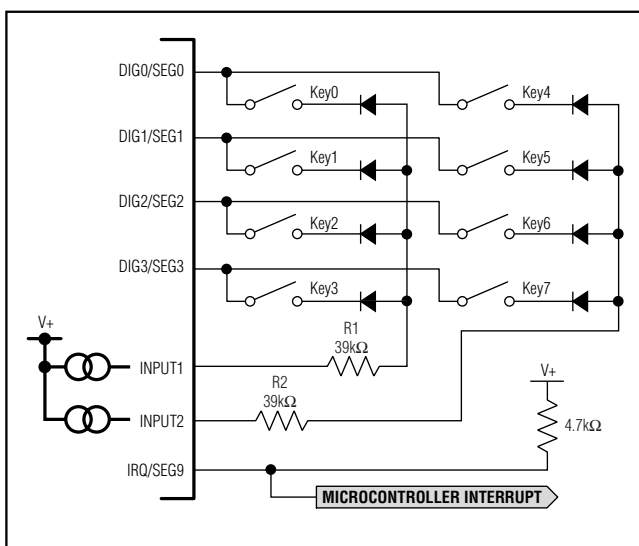 DIG0/SEG0
Key0
Key4
DIG1/SEG1
Key1
Key5
DIG2/SEG2
Key2
Key6
DIG3/SEG3
Key3
Key7
V+
R1
39kΩ
INPUT1
R2
39kΩ
V+
INPUT2
4.7kΩ
IRQ/SEG9
MICROCONTROLLER INTERRUPT